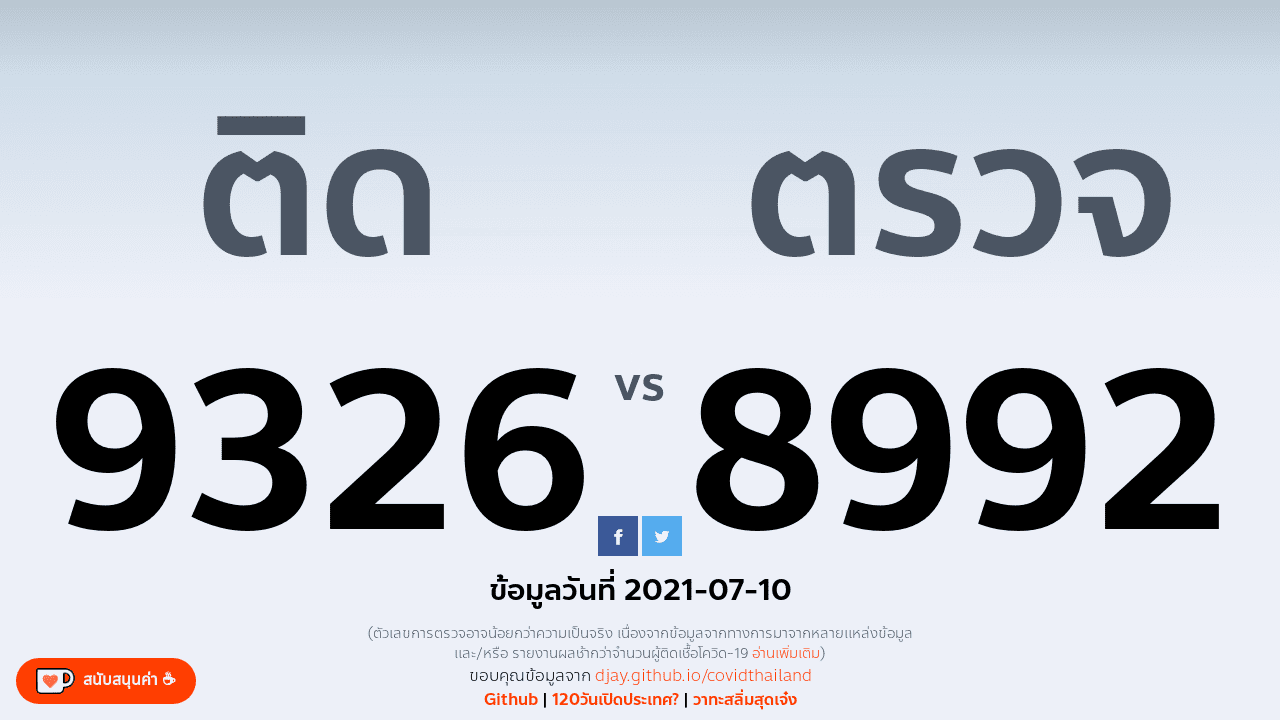 ติด
ตรวจ
9326
vs
8992
ข้อมูลวันที่ 2021-07-10
(ตัวเลขการตรวจอาจน้อยกว่าความเป็นจริง เนื่องจากข้อมูลจากทางการมาจากหลายแหล่งข้อมูล
และ/หรือ รายงานผลช้ากว่าจำนวนผู้ติดเชื้อโควิด-19 อ่านเพิ่มเติม)
ขอบคุณข้อมูลจาก djay.github.io/covidthailand
Github | 120วันเปิดประเทศ? | วาทะสลิ่มสุดเจ๋ง
สนับสนุนค่า ☕